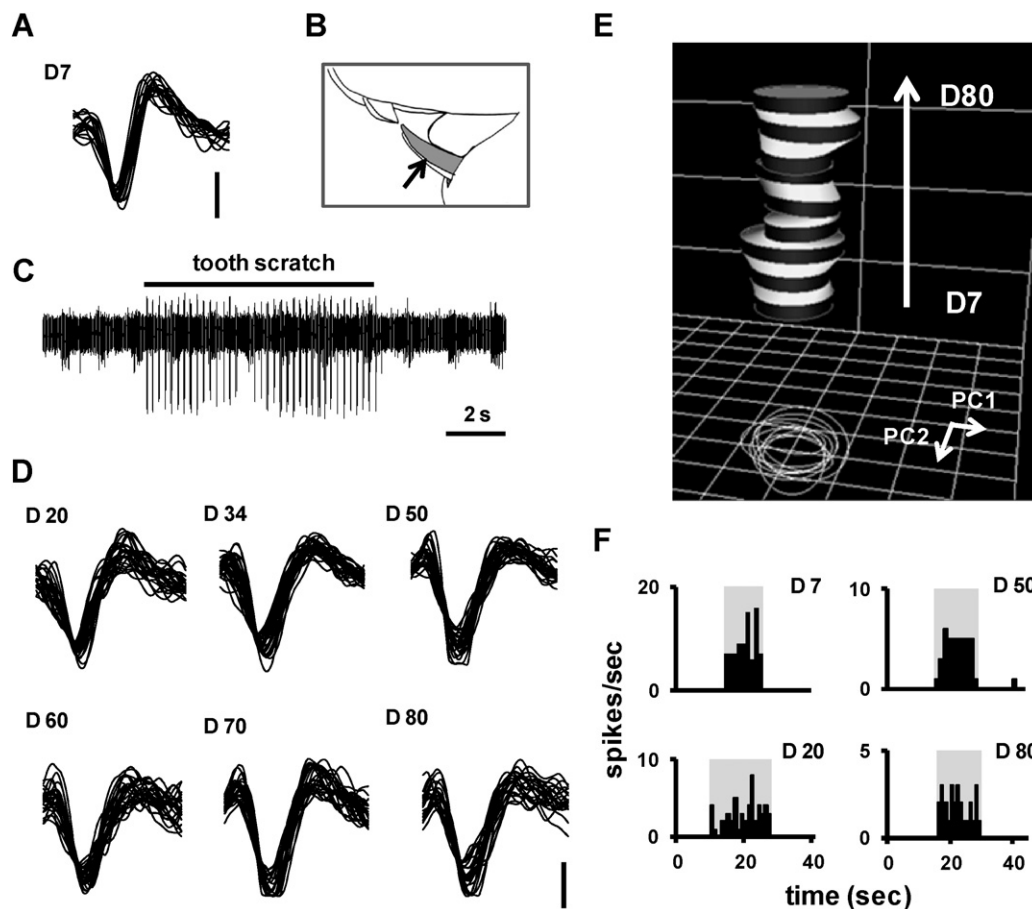 A
D7
B
C
tooth scratch
2 s
D
D 20
D 34
D 50
D 60
D 70
D 80
E
D80
D7
PC1
PC2
F
spikes/sec
20
0
D 7
10
0
D 50
10
0
D 20
0 20 40
5
0
D 80
0 20 40
time (sec)